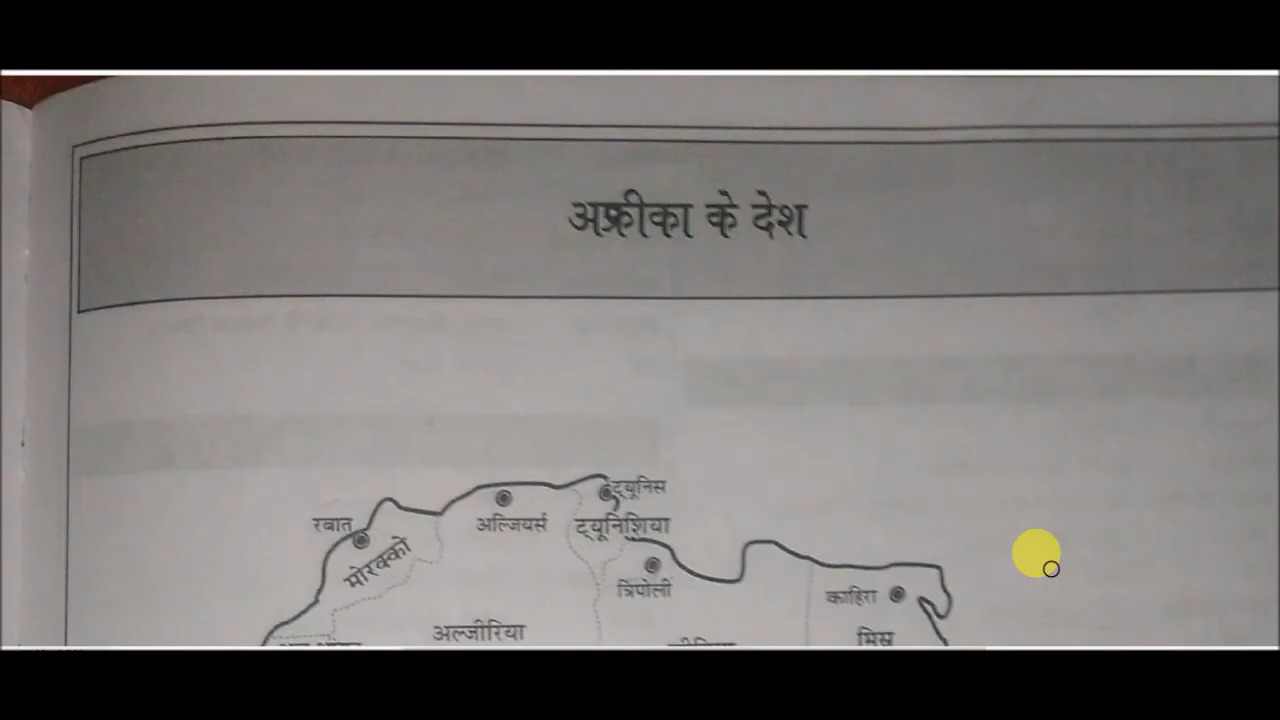 अफ्रीका के देश
ट्यूनिस
रबात
अल्जियर्स
ट्यूनिशिया
मोरक्को
त्रिपोली
काहिरा
अल्जीरिया
मिस्र